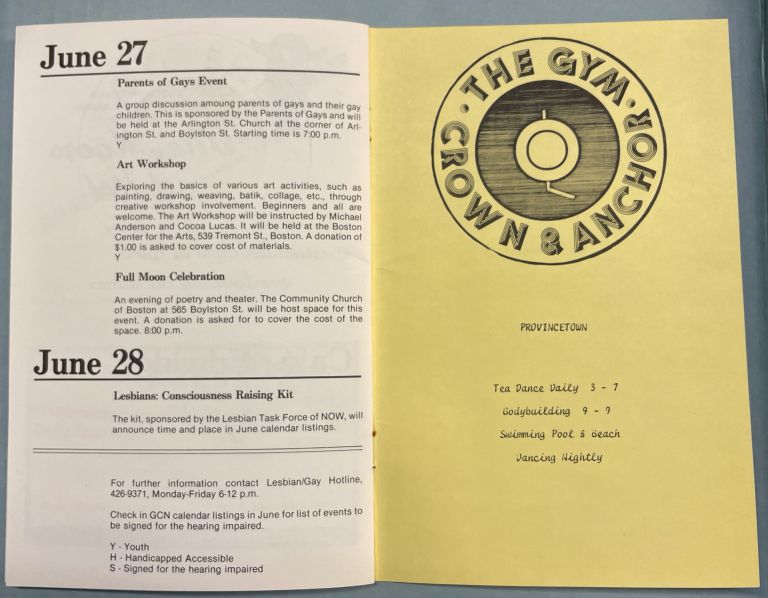 June 27
Parents of Gays Event
A group discussion amoung parents of gays and their gay
children. This is sponsored by the Parents of Gays and will
be held at the Arlington St. Church at the corner of Arl-
ington St. and Boylston St. Starting time is 7:00 p.m.
Y
Art Workshop
Exploring the basics of various art activities, such as
painting, drawing, weaving, batik, collage, etc., through
creative workshop involvement. Beginners and all are
welcome. The Art Workshop will be instructed by Michael
Anderson and Cocoa Lucas. It will be held at the Boston
Center for the Arts, 539 Tremont St., Boston. A donation of
$1.00 is asked to cover cost of materials.
Y
Full Moon Celebration
An evening of poetry and theater. The Community Church
of Boston at 565 Boylston St. will be host space for this
event. A donation is asked for to cover the cost of the
space. 8:00 p.m.
June 28
Lesbians: Consciousness Raising Kit
The kit, sponsored by the Lesbian Task Force of NOW, will
announce time and place in June calendar listings.
For further information contact Lesbian/Gay Hotline,
426-9371, Monday-Friday 6-12 p.m.
Check in GCN calendar listings in June for list of events to
be signed for the hearing impaired.
Y - Youth
H - Handicapped Accessible
S - Signed for the hearing impaired
THE GYM
CROWN & ANCHOR
PROVINCETOWN
Tea Dance Daily 3 - 7
Bodybuilding 9 - 9
Swimming Pool & Beach
Dancing Nightly